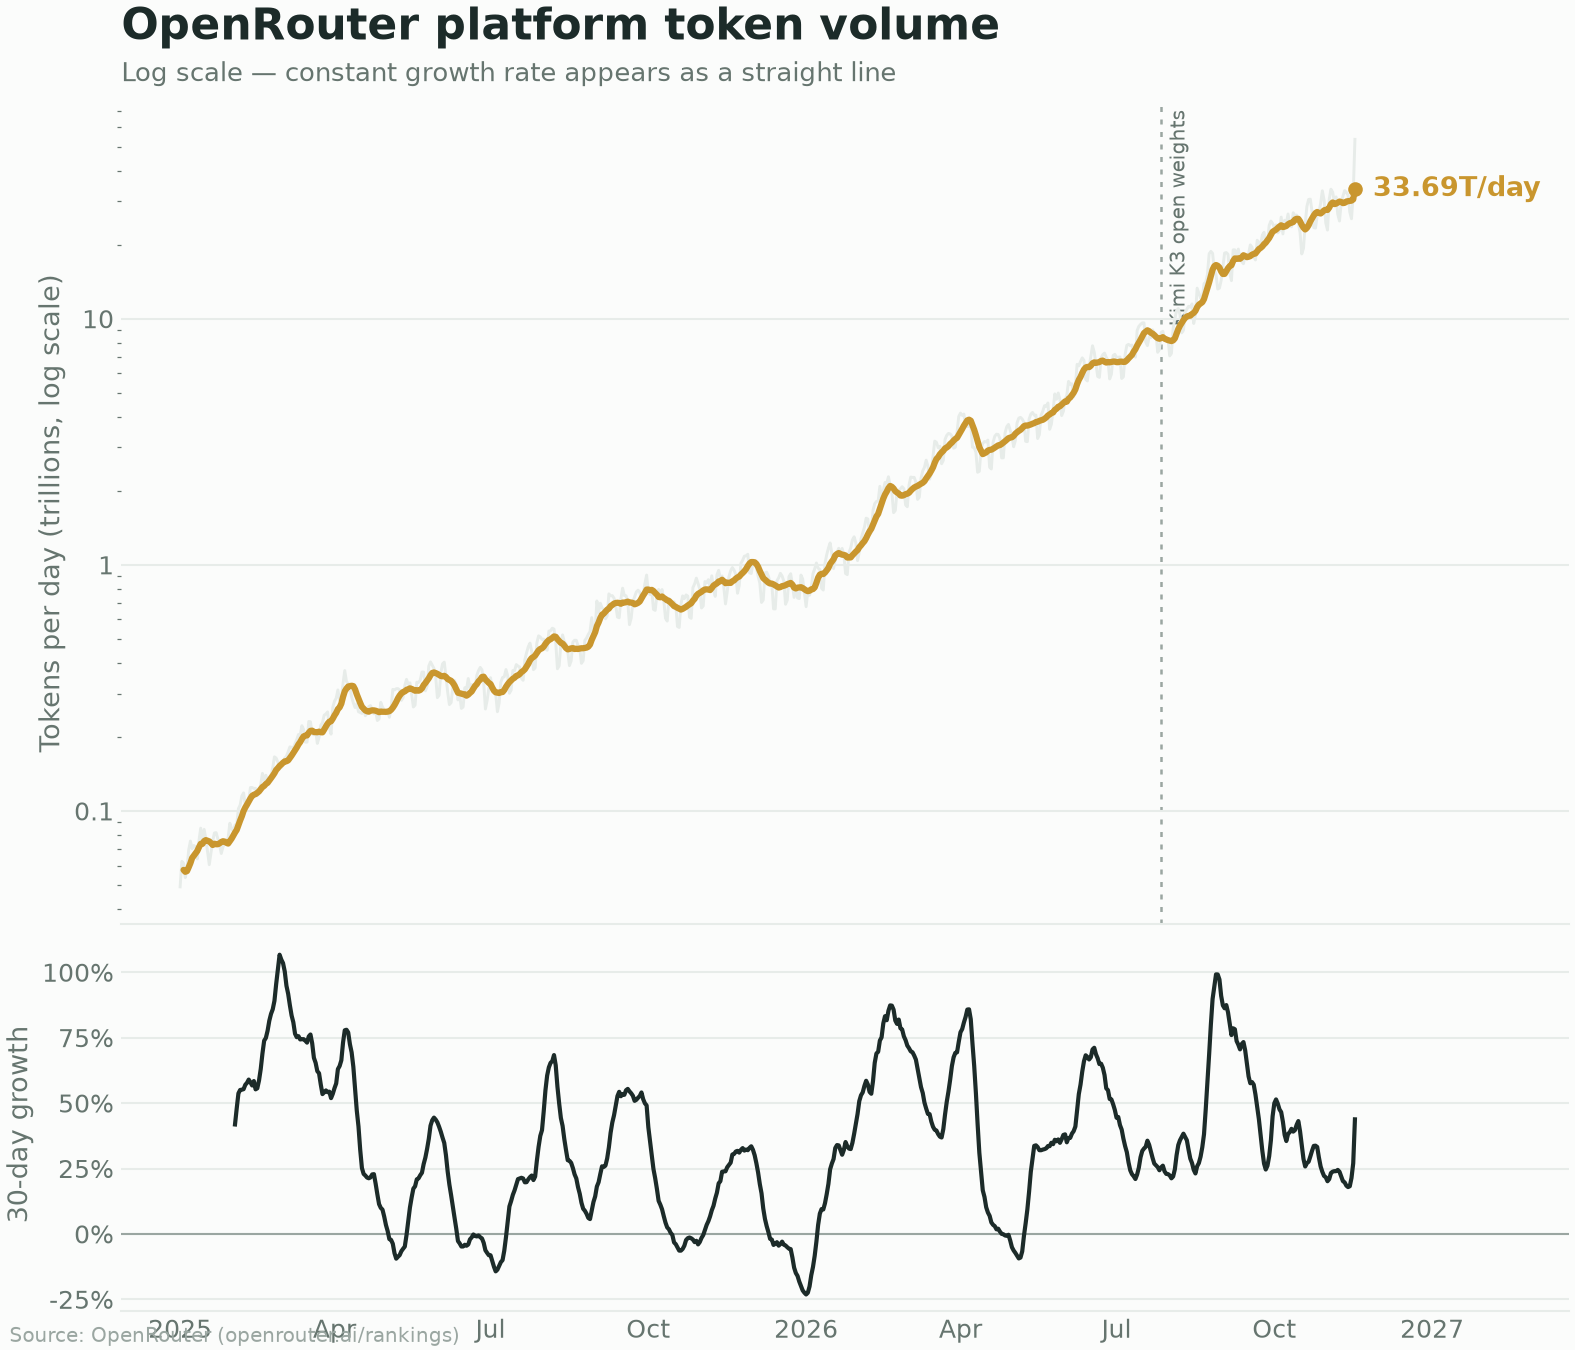 OpenRouter platform token volume
Log scale — constant growth rate appears as a straight line
Tokens per day (trillions, log scale)
10
1
0.1
Kimi K3 open weights
33.69T/day
30-day growth
100%
75%
50%
25%
0%
-25%
2025
Apr
Jul
Oct
2026
Apr
Jul
Oct
2027
Source: OpenRouter (openrouter.ai/rankings)